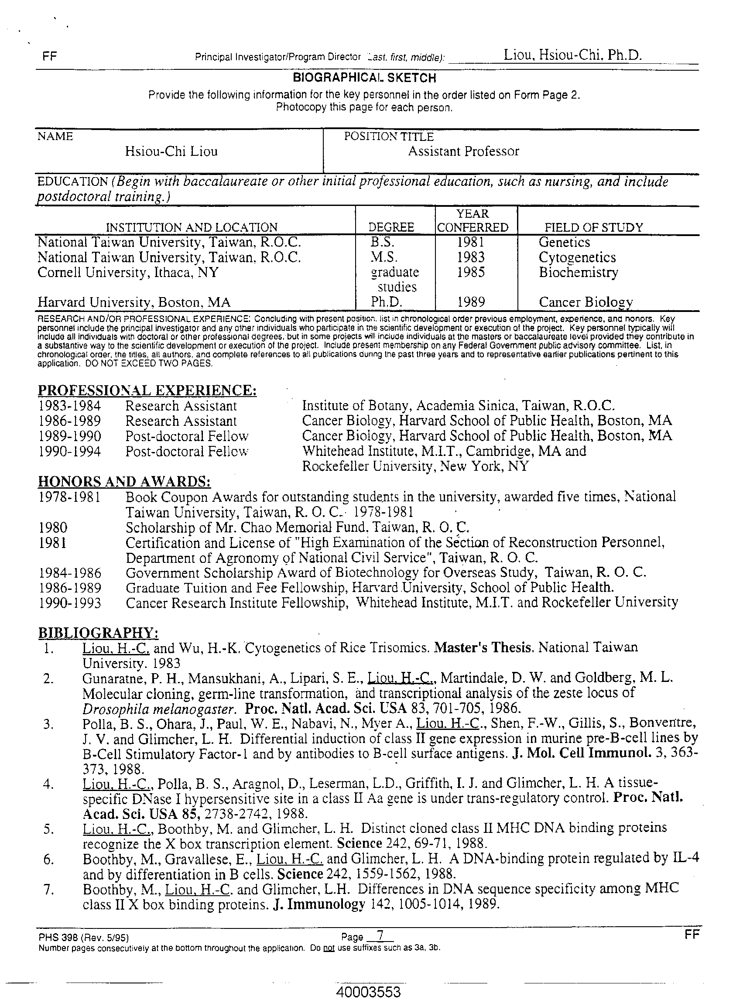 FF Principal Investigator/Program Director Last, first, middle): Liou, Hsiou-Chi, Ph.D.
BIOGRAPHICAL SKETCH
Provide the following information for the key personnel in the order listed on Form Page 2.
Photocopy this page for each person.
NAME POSITION TITLE
Hsiou-Chi Liou Assistant Professor
EDUCATION (Begin with baccalaureate or other initial professional education, such as nursing, and include
postdoctoral training.)
INSTITUTION AND LOCATION DEGREE YEAR CONFERRED FIELD OF STUDY
National Taiwan University, Taiwan, R.O.C. B.S. 1981 Genetics
National Taiwan University, Taiwan, R.O.C. M.S. 1983 Cytogenetics
Cornell University, Ithaca, NY graduate studies 1985 Biochemistry
Harvard University, Boston, MA Ph.D. 1989 Cancer Biology
RESEARCH AND/OR PROFESSIONAL EXPERIENCE: Concluding with present position, list in chronological order previous employment, experience, and honors. Key
personnel include the principal investigator and any other individuals who participate in the scientific development or execution of the project. Key personnel typically will
include all individuals with doctoral or other professional degrees, but in some projects will include individuals at the masters or baccalaureate level provided they contribute in
a substantive way to the scientific development or execution of the project. Include present membership on any Federal Government public advisory committee. List, in
chronological order, the titles, all authors, and complete references to all publications during the past three years and to representative earlier publications pertinent to this
application. DO NOT EXCEED TWO PAGES.
PROFESSIONAL EXPERIENCE:
1983-1984 Research Assistant Institute of Botany, Academia Sinica, Taiwan, R.O.C.
1986-1989 Research Assistant Cancer Biology, Harvard School of Public Health, Boston, MA
1989-1990 Post-doctoral Fellow Cancer Biology, Harvard School of Public Health, Boston, MA
1990-1994 Post-doctoral Fellow Whitehead Institute, M.I.T., Cambridge, MA and
Rockefeller University, New York, NY
HONORS AND AWARDS:
1978-1981 Book Coupon Awards for outstanding students in the university, awarded five times, National
Taiwan University, Taiwan, R. O. C. 1978-1981
1980 Scholarship of Mr. Chao Memorial Fund, Taiwan, R. O. C.
1981 Certification and License of "High Examination of the Section of Reconstruction Personnel,
Department of Agronomy of National Civil Service", Taiwan, R. O. C.
1984-1986 Government Scholarship Award of Biotechnology for Overseas Study, Taiwan, R. O. C.
1986-1989 Graduate Tuition and Fee Fellowship, Harvard University, School of Public Health.
1990-1993 Cancer Research Institute Fellowship, Whitehead Institute, M.I.T. and Rockefeller University
BIBLIOGRAPHY:
1. Liou, H.-C. and Wu, H.-K. Cytogenetics of Rice Trisomics. Master's Thesis. National Taiwan
University. 1983
2. Gunaratne, P. H., Mansukhani, A., Lipari, S. E., Liou, H.-C., Martindale, D. W. and Goldberg, M. L.
Molecular cloning, germ-line transformation, and transcriptional analysis of the zeste locus of
Drosophila melanogaster. Proc. Natl. Acad. Sci. USA 83, 701-705, 1986.
3. Polla, B. S., Ohara, J., Paul, W. E., Nabavi, N., Myer A., Liou, H.-C., Shen, F.-W., Gillis, S., Bonventre,
J. V. and Glimcher, L. H. Differential induction of class II gene expression in murine pre-B-cell lines by
B-Cell Stimulatory Factor-1 and by antibodies to B-cell surface antigens. J. Mol. Cell Immunol. 3, 363-
373, 1988.
4. Liou, H.-C., Polla, B. S., Aragnol, D., Leserman, L.D., Griffith, I. J. and Glimcher, L. H. A tissue-
specific DNase I hypersensitive site in a class II Aa gene is under trans-regulatory control. Proc. Natl.
Acad. Sci. USA 85, 2738-2742, 1988.
5. Liou, H.-C., Boothby, M. and Glimcher, L. H. Distinct cloned class II MHC DNA binding proteins
recognize the X box transcription element. Science 242, 69-71, 1988.
6. Boothby, M., Gravallese, E., Liou, H.-C. and Glimcher, L. H. A DNA-binding protein regulated by IL-4
and by differentiation in B cells. Science 242, 1559-1562, 1988.
7. Boothby, M., Liou, H.-C. and Glimcher, L.H. Differences in DNA sequence specificity among MHC
class II X box binding proteins. J. Immunology 142, 1005-1014, 1989.
PHS 398 (Rev. 5/95) Page 7 FF
Number pages consecutively at the bottom throughout the application. Do not use suffixes such as 3a, 3b.
40003553